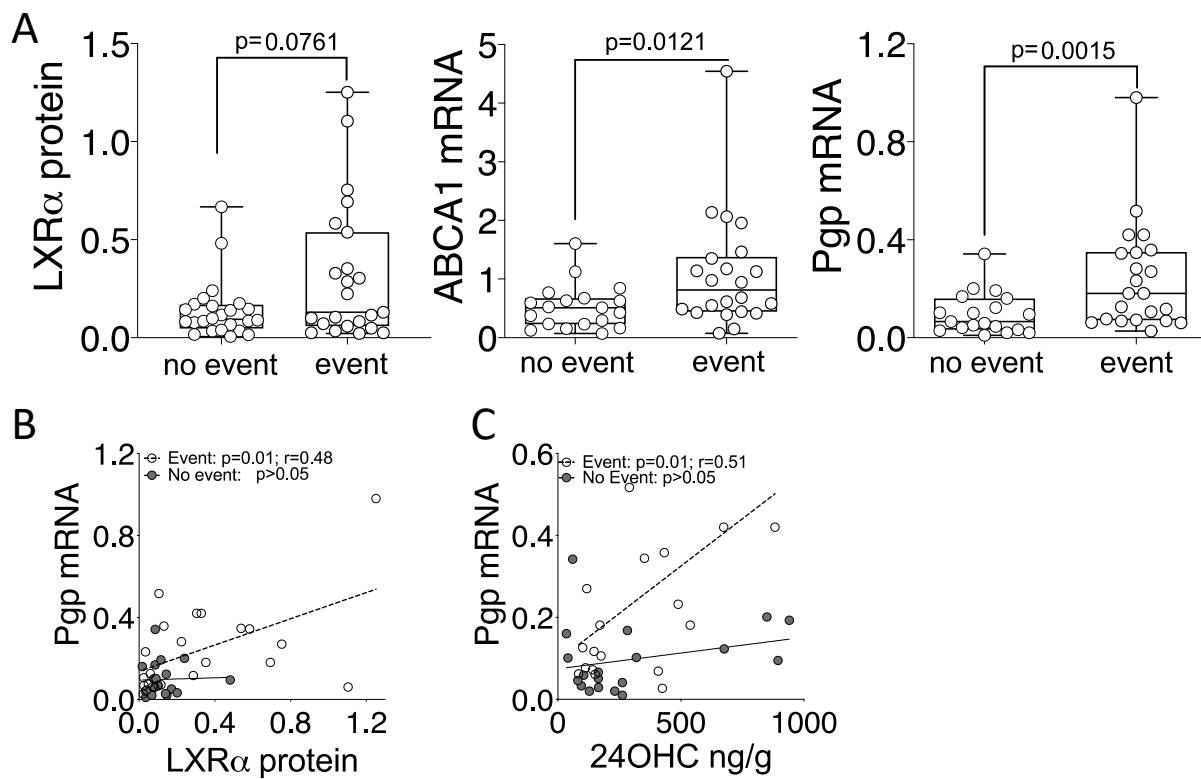 A
p=0.0761
LXRα protein
1.5
1.0
0.5
0.0
no event
event
p=0.0121
ABCA1 mRNA
5
4
3
2
1
0
no event
event
p=0.0015
Pgp mRNA
1.2
0.8
0.4
0.0
no event
event
B
Event: p=0.01; r=0.48
No event: p>0.05
Pgp mRNA
1.2
0.8
0.4
0.0
0.0 0.4 0.8 1.2
LXRα protein
C
Event: p=0.01; r=0.51
No Event: p>0.05
Pgp mRNA
0.6
0.4
0.2
0.0
0 500 1000
24OHC ng/g